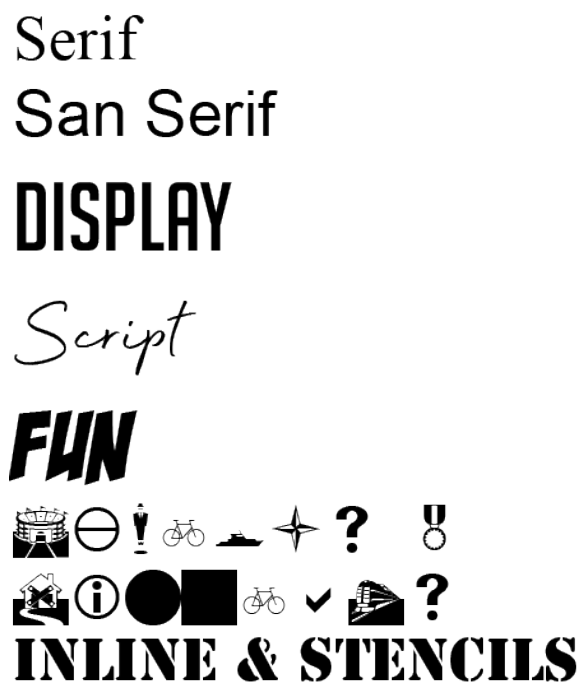 Serif
San Serif
DISPLAY
Script
FUN
?
?
INLINE & STENCILS